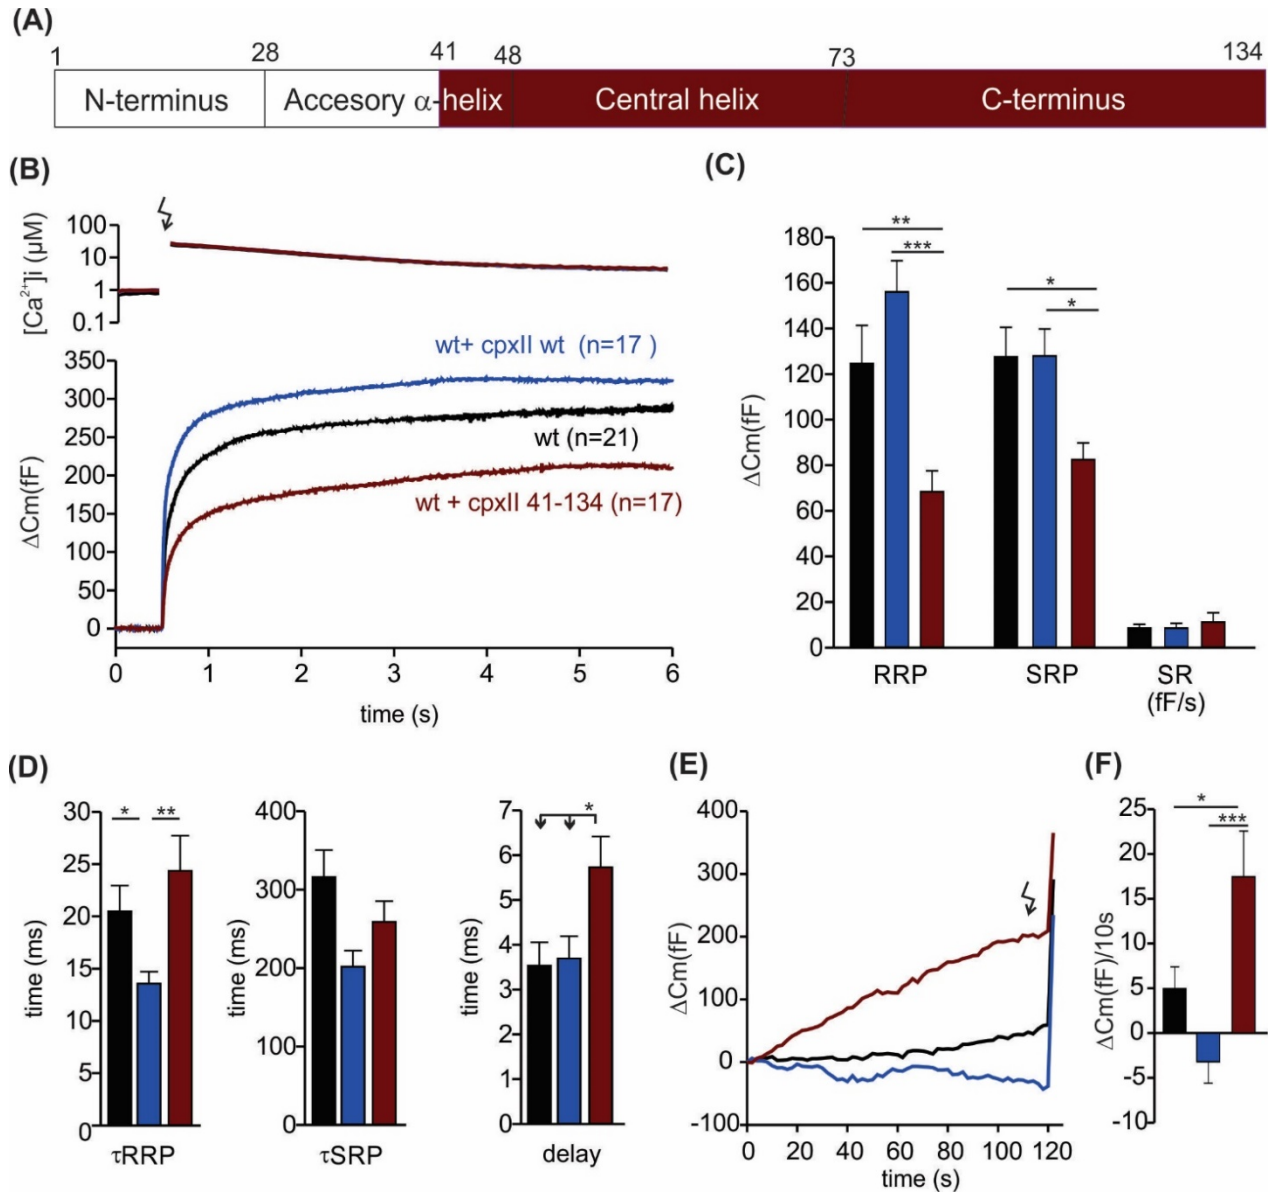 (A)
1 28 41 48 73 134
N-terminus Accesory α-helix Central helix C-terminus
(B)
[Ca²⁺]i (µM)
100
10
1
0.1
ΔCm(fF)
350
300
250
200
150
100
50
0
wt+ cpxII wt (n=17 )
wt (n=21)
wt + cpxII 41-134 (n=17)
0 1 2 3 4 5 6
time (s)
(C)
ΔCm(fF)
180
160
140
120
100
80
60
40
20
0
**
***
*
*
RRP SRP SR
(fF/s)
(D)
time (ms)
30
25
20
15
10
5
0
* **
τRRP
time (ms)
400
300
200
100
0
τSRP
time (ms)
7
6
5
4
3
2
1
0
*
delay
(E)
ΔCm(fF)
400
300
200
100
0
-100
0 20 40 60 80 100 120
time (s)
(F)
ΔCm(fF)/10s
25
20
15
10
5
0
-5
-10
*
***